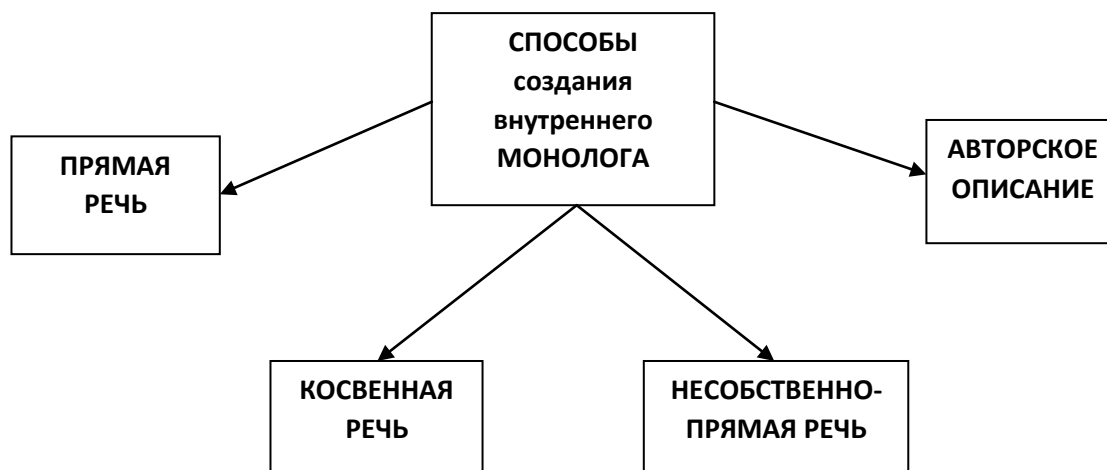 СПОСОБЫ
создания
внутреннего
МОНОЛОГА
ПРЯМАЯ
РЕЧЬ
АВТОРСКОЕ
ОПИСАНИЕ
КОСВЕННАЯ
РЕЧЬ
НЕСОБСТВЕННО-
ПРЯМАЯ РЕЧЬ